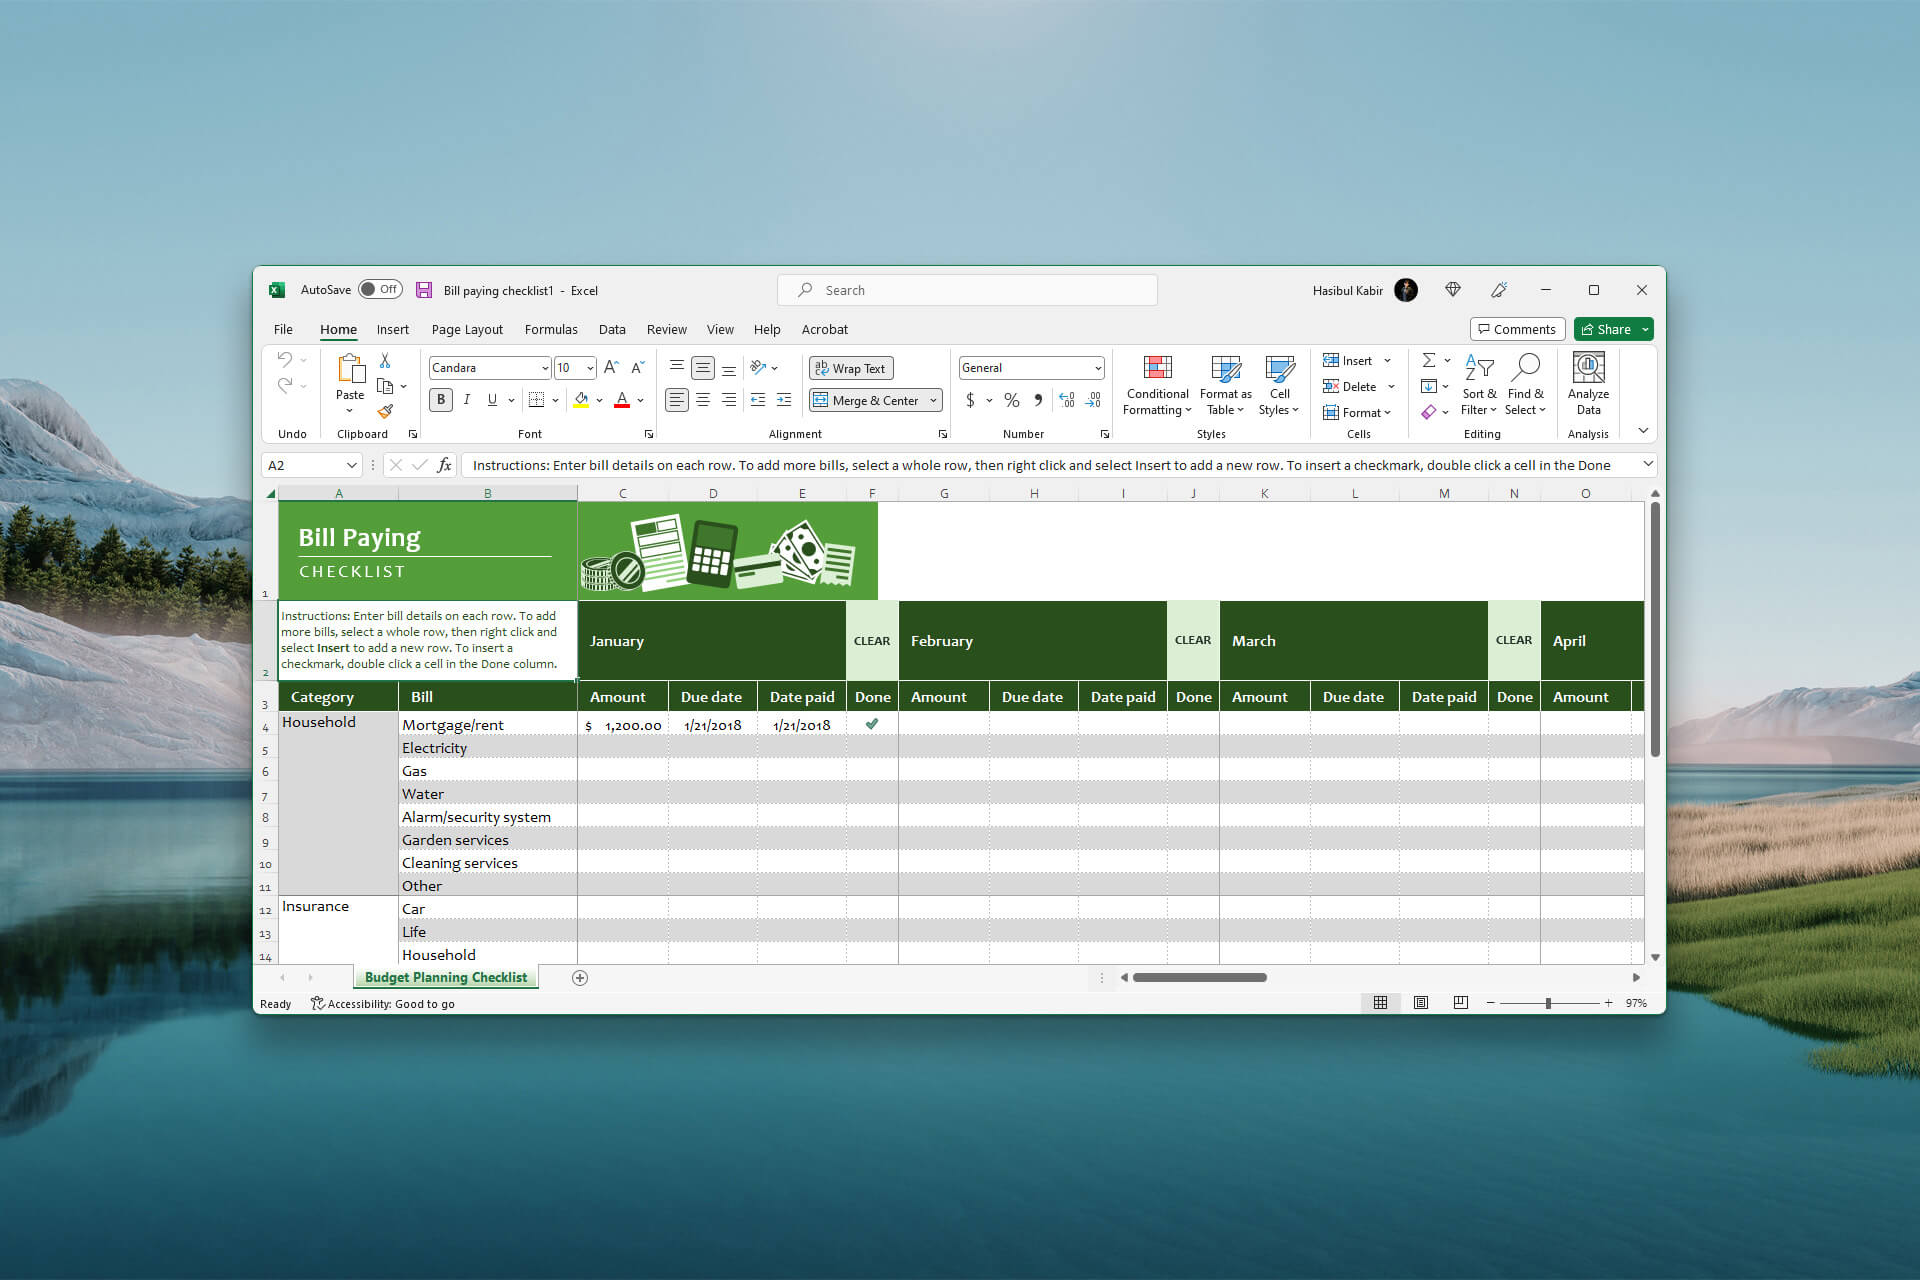 AutoSave Off Bill paying checklist1 - Excel Search Hasibul Kabir
File Home Insert Page Layout Formulas Data Review View Help Acrobat Comments Share
Candara 10 Wrap Text General Insert
Paste Conditional Format as Cell Delete Sort & Find & Analyze
B I U Merge & Center $ % Formatting Table Styles Format Filter Select Data
Undo Clipboard Font Alignment Number Styles Cells Editing Analysis
A2 fx Instructions: Enter bill details on each row. To add more bills, select a whole row, then right click and select Insert to add a new row. To insert a checkmark, double click a cell in the Done
A B C D E F G H I J K L M N O
Bill Paying
CHECKLIST
1
Instructions: Enter bill details on each row. To add
more bills, select a whole row, then right click and
select Insert to add a new row. To insert a
checkmark, double click a cell in the Done column.
January CLEAR February CLEAR March CLEAR April
2
3 Category Bill Amount Due date Date paid Done Amount Due date Date paid Done Amount Due date Date paid Done Amount
4 Household Mortgage/rent $ 1,200.00 1/21/2018 1/21/2018 ✔
5 Electricity
6 Gas
7 Water
8 Alarm/security system
9 Garden services
10 Cleaning services
11 Other
12 Insurance Car
13 Life
14 Household
Budget Planning Checklist
Ready Accessibility: Good to go 97%